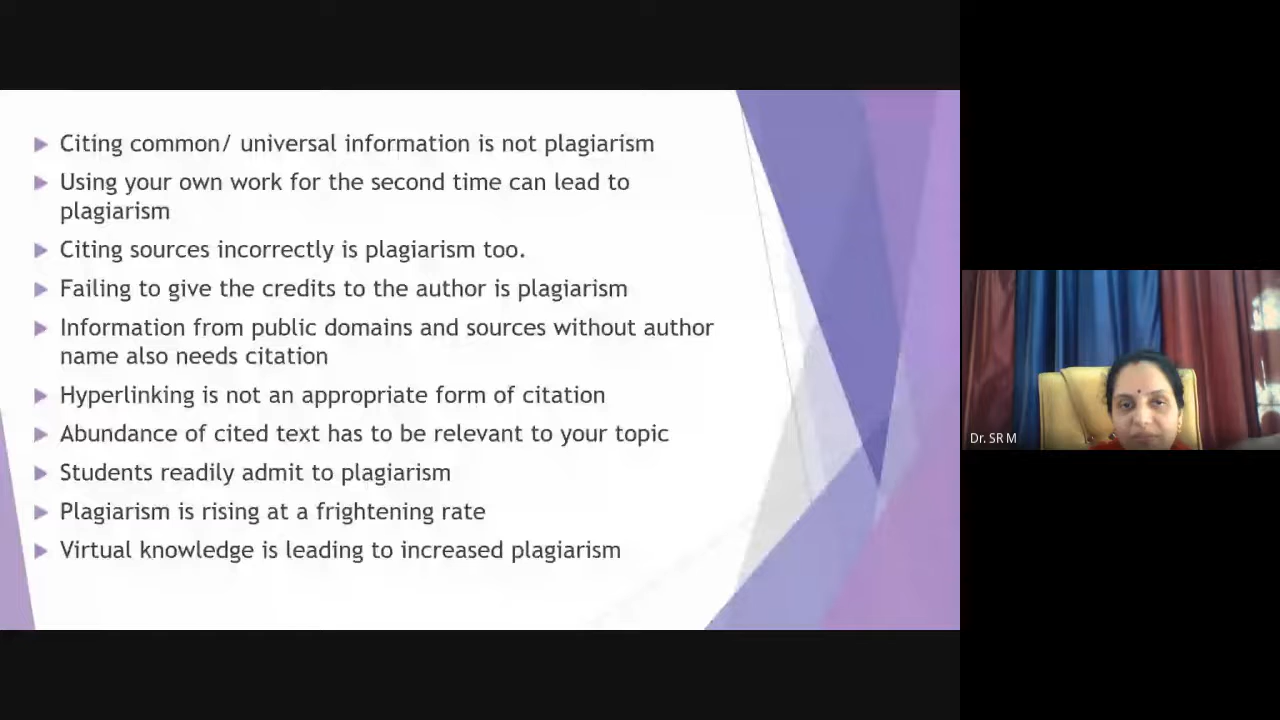 Citing common/ universal information is not plagiarism
Using your own work for the second time can lead to
plagiarism
Citing sources incorrectly is plagiarism too.
Failing to give the credits to the author is plagiarism
Information from public domains and sources without author
name also needs citation
Hyperlinking is not an appropriate form of citation
Abundance of cited text has to be relevant to your topic
Students readily admit to plagiarism
Plagiarism is rising at a frightening rate
Virtual knowledge is leading to increased plagiarism
Dr. SR M